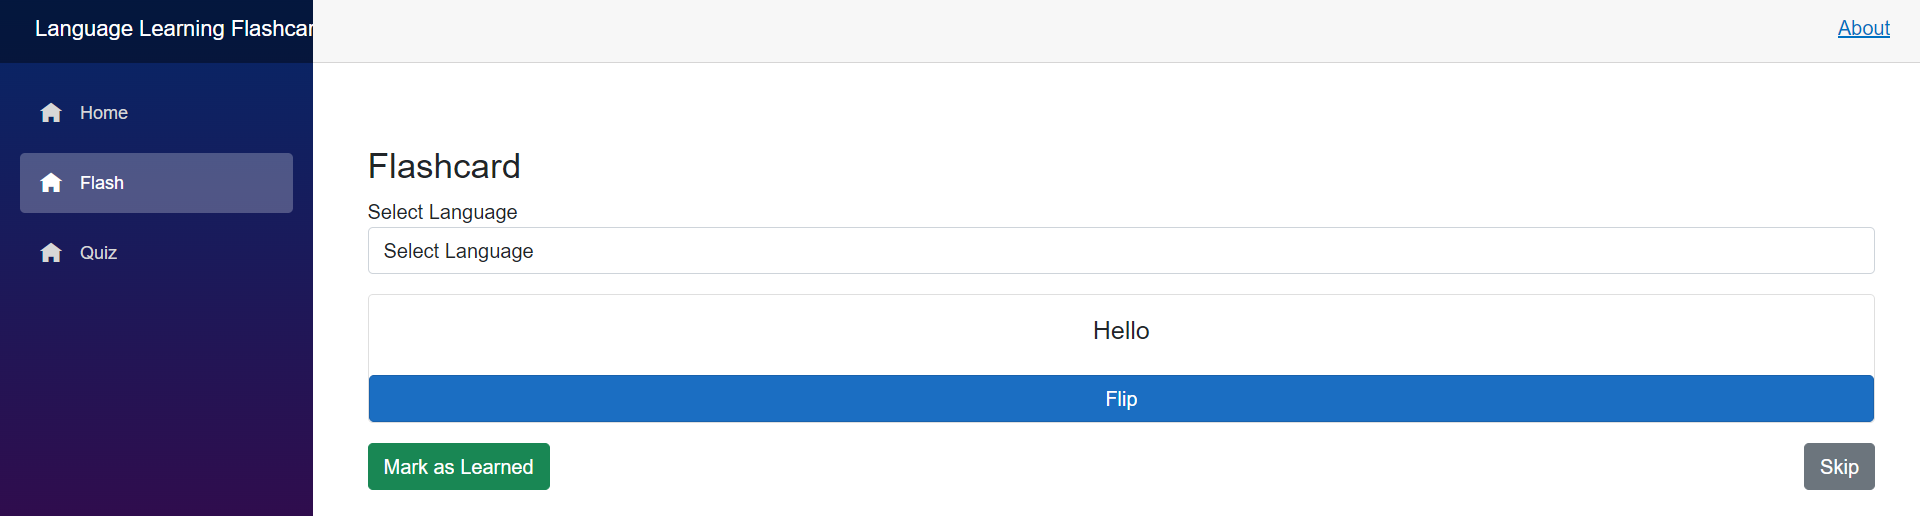 Language Learning Flashcar
About
Home
Flash
Quiz
Flashcard
Select Language
Select Language
Hello
Flip
Mark as Learned
Skip